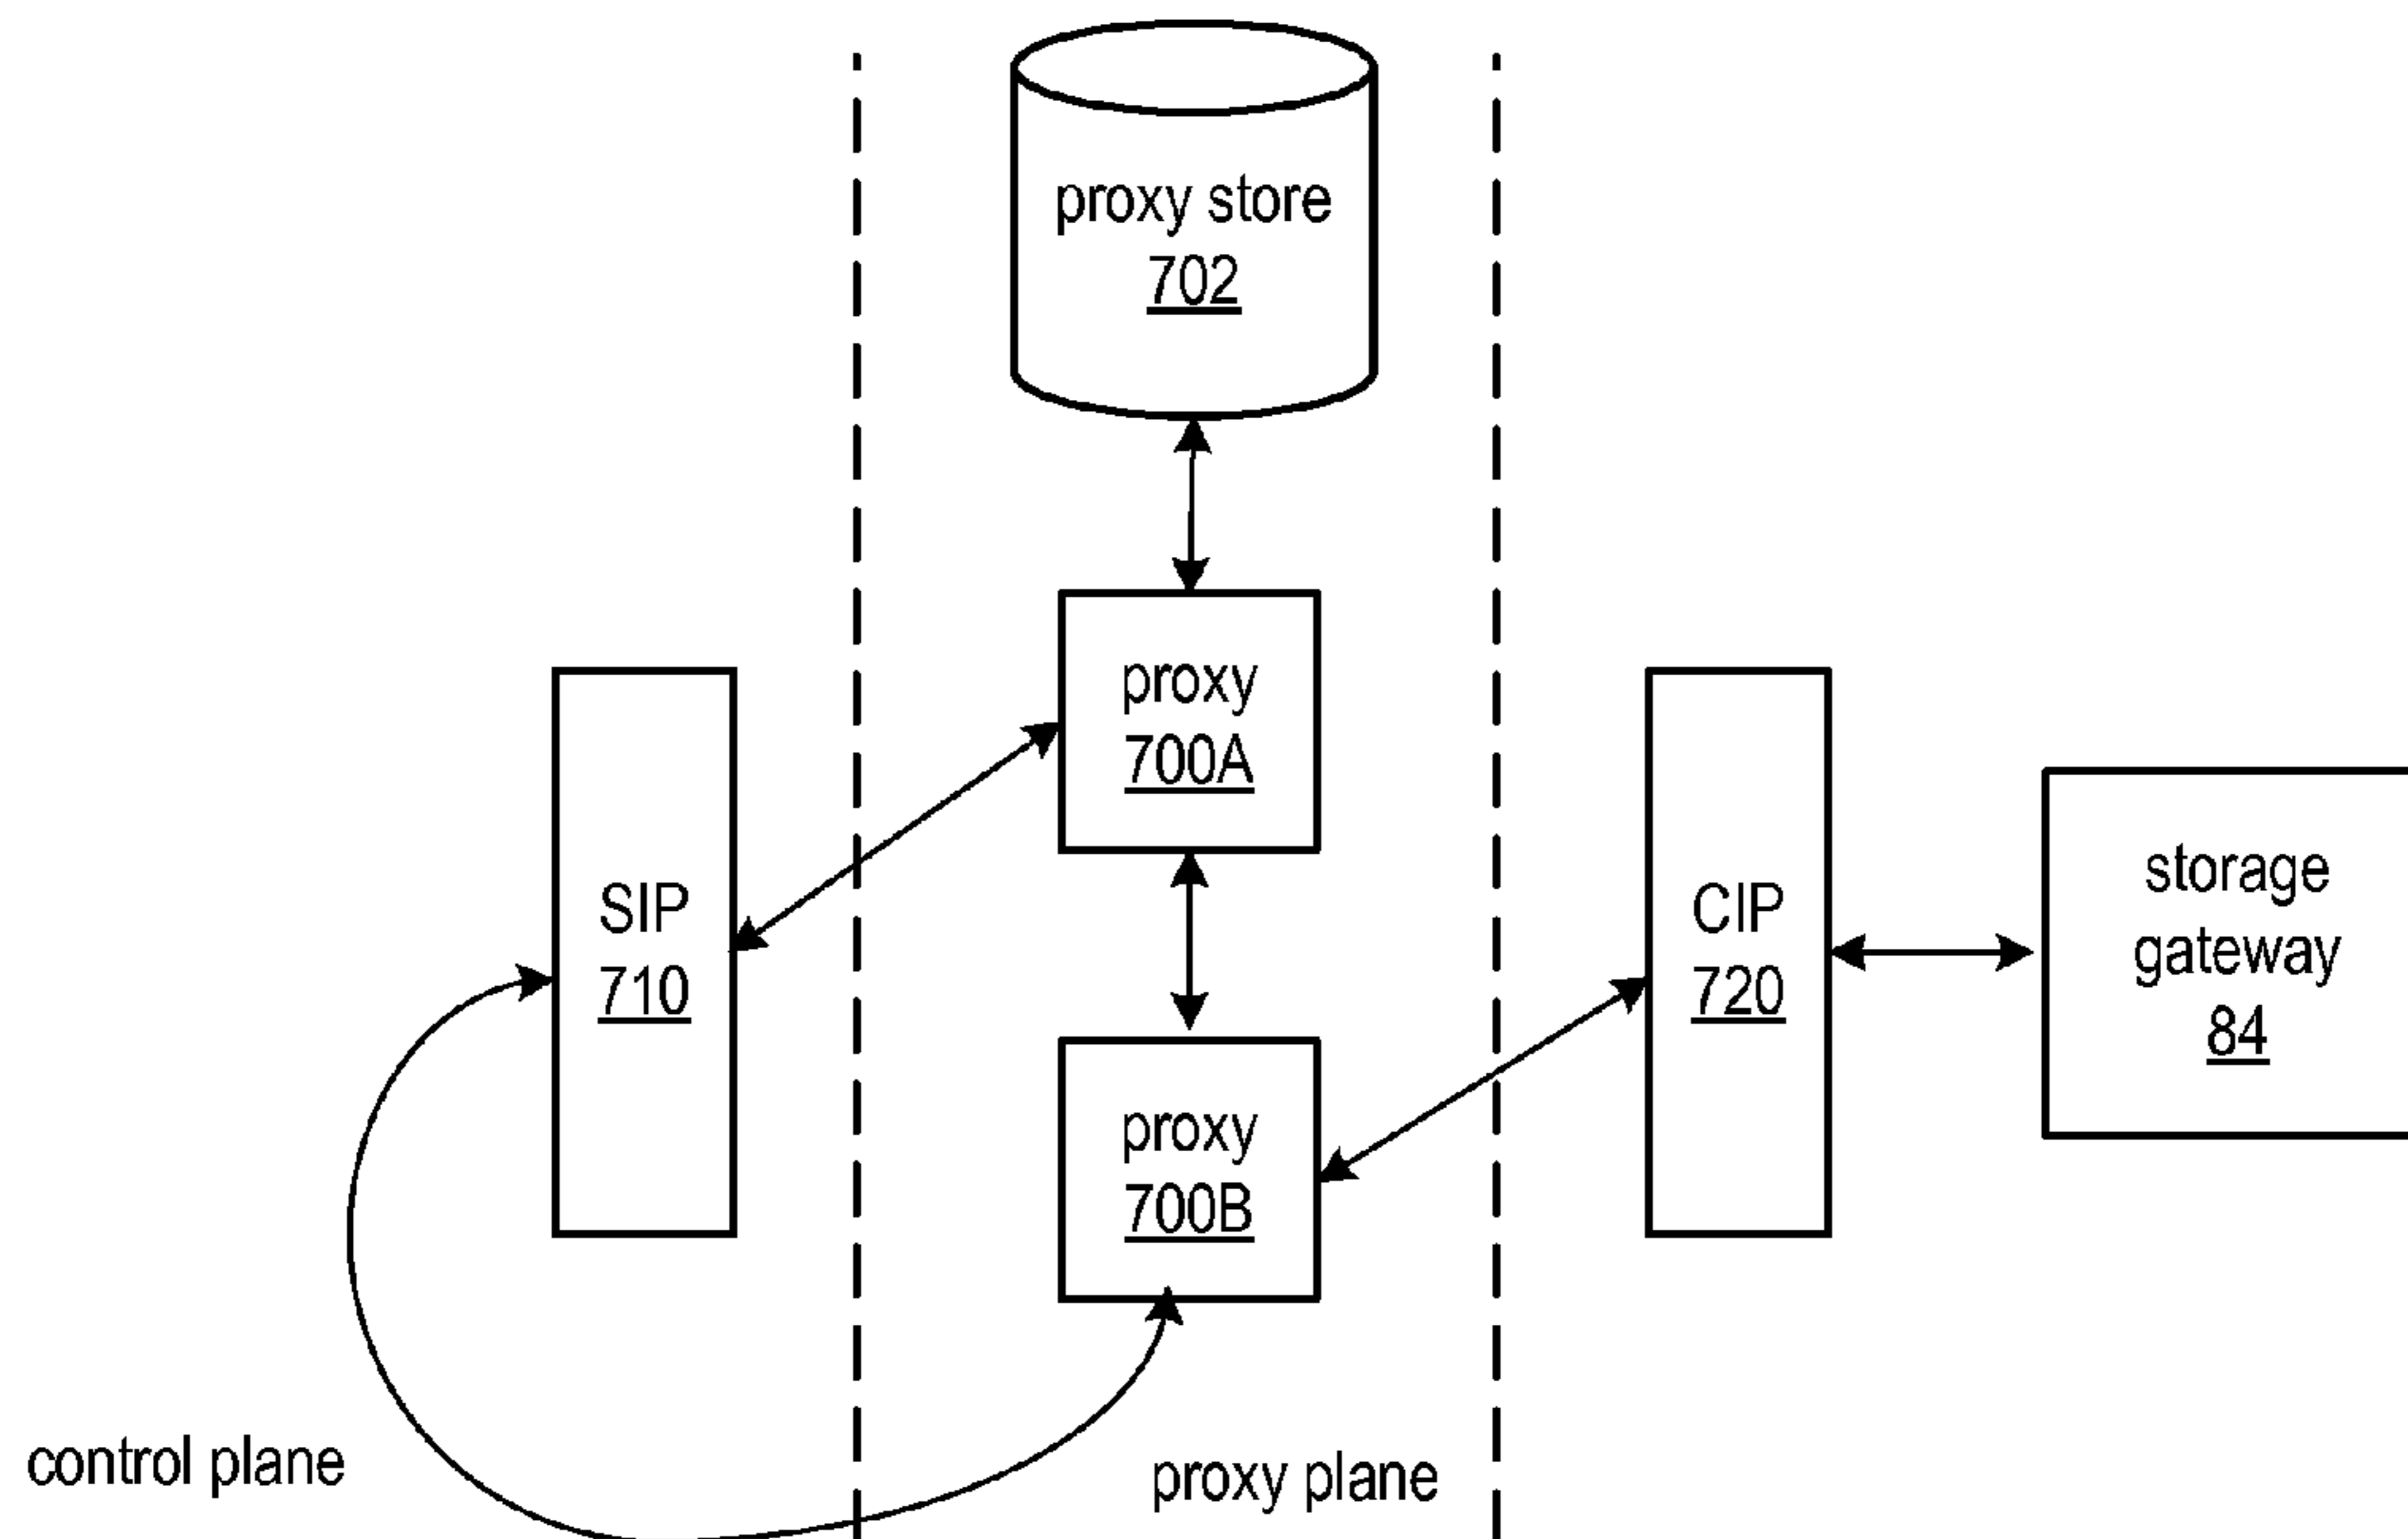 proxy store
702
proxy
700A
SIP
710
CIP
720
storage
gateway
84
proxy
700B
control plane
proxy plane